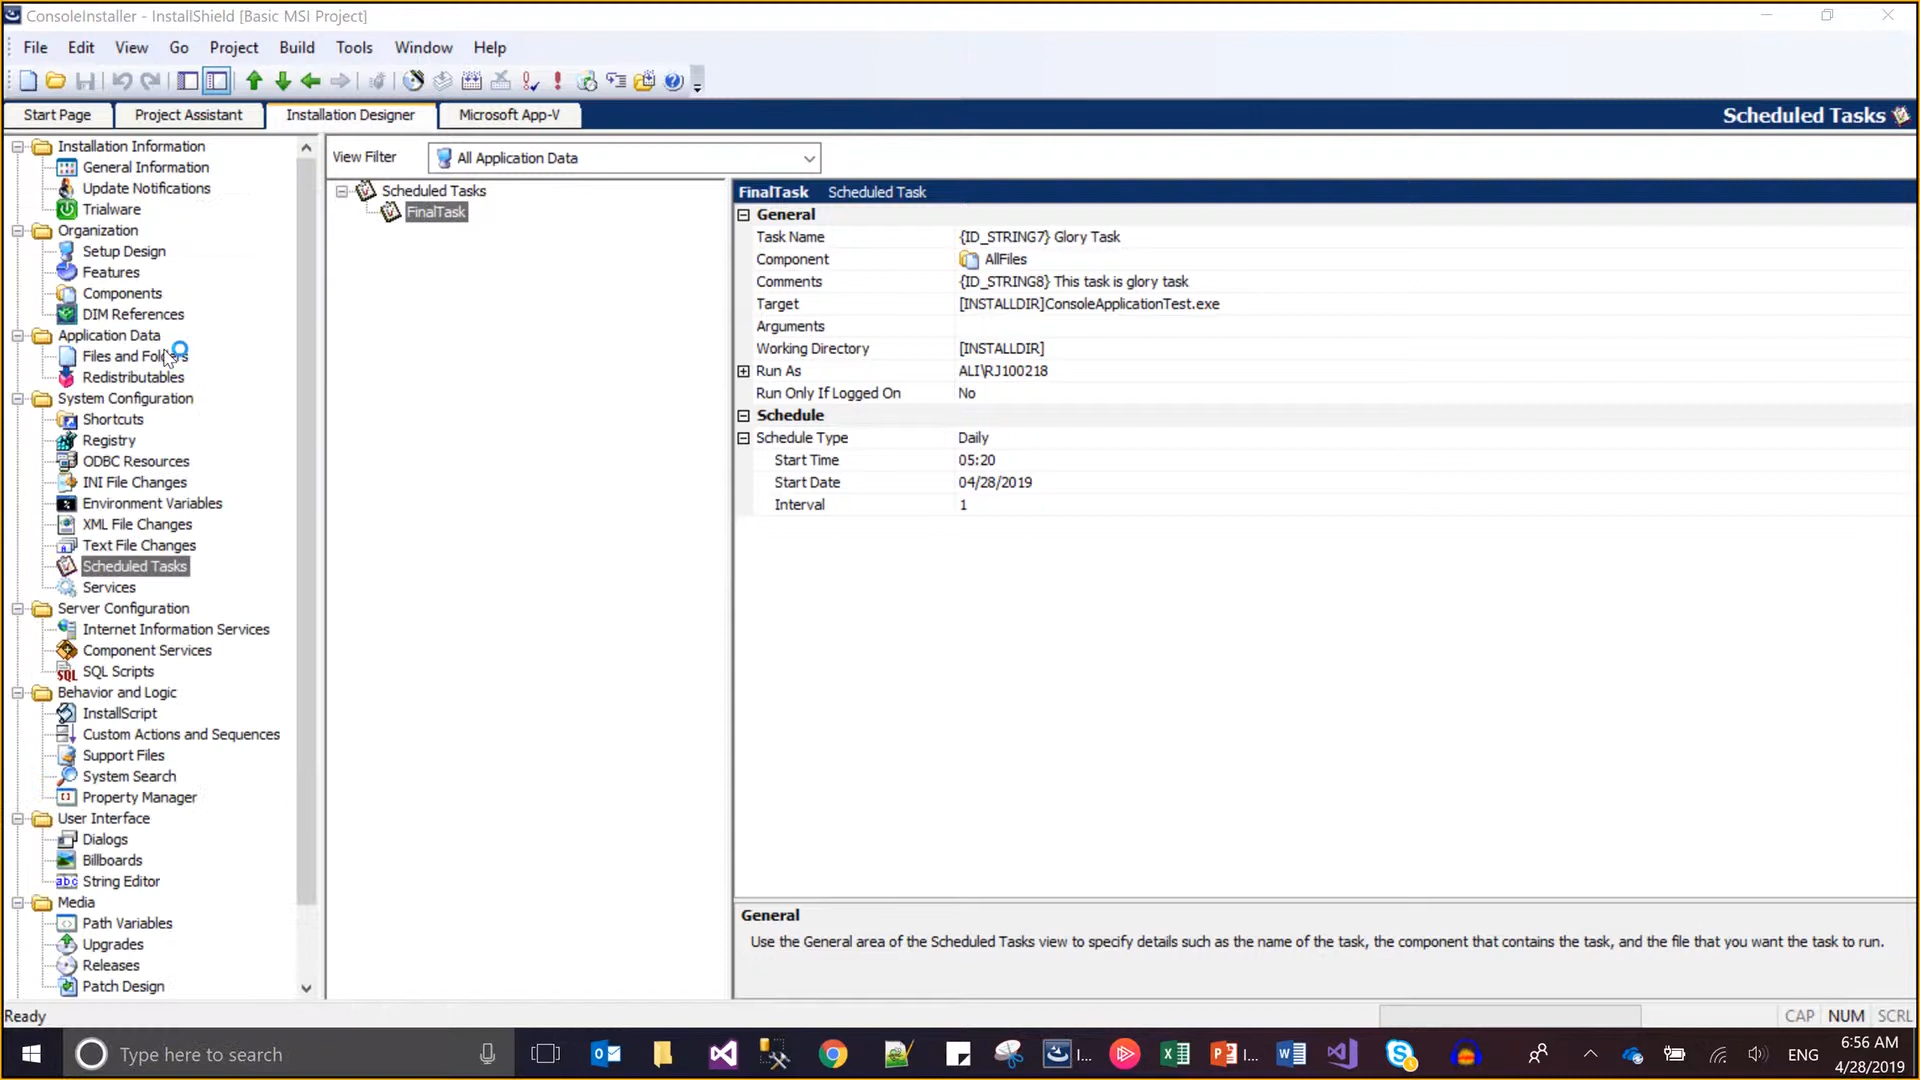 ConsoleInstaller - InstallShield [Basic MSI Project]
File Edit View Go Project Build Tools Window Help
Start Page Project Assistant Installation Designer Microsoft App-V Scheduled Tasks
Installation Information
General Information
Update Notifications
Trialware
Organization
Setup Design
Features
Components
DIM References
Application Data
Files and Folders
Redistributables
System Configuration
Shortcuts
Registry
ODBC Resources
INI File Changes
Environment Variables
XML File Changes
Text File Changes
Scheduled Tasks
Services
Server Configuration
Internet Information Services
Component Services
SQL Scripts
Behavior and Logic
InstallScript
Custom Actions and Sequences
Support Files
System Search
Property Manager
User Interface
Dialogs
Billboards
String Editor
Media
Path Variables
Upgrades
Releases
Patch Design
View Filter All Application Data
Scheduled Tasks
FinalTask
FinalTask Scheduled Task
General
Task Name {ID_STRING7} Glory Task
Component AllFiles
Comments {ID_STRING8} This task is glory task
Target [INSTALLDIR]ConsoleApplicationTest.exe
Arguments
Working Directory [INSTALLDIR]
Run As ALI\RJ100218
Run Only If Logged On No
Schedule
Schedule Type Daily
Start Time 05:20
Start Date 04/28/2019
Interval 1
General
Use the General area of the Scheduled Tasks view to specify details such as the name of the task, the component that contains the task, and the file that you want the task to run.
Ready CAP NUM SCRL
Type here to search I... I... ENG 6:56 AM
4/28/2019